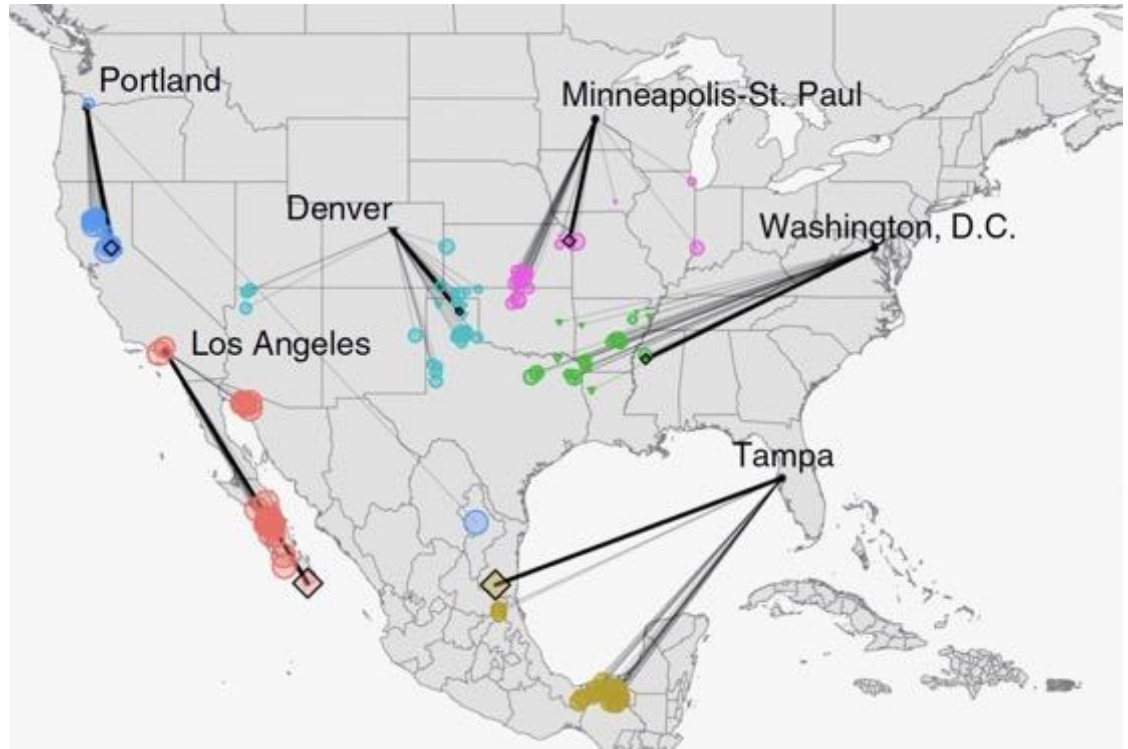 Portland
Minneapolis-St. Paul
Denver
Washington, D.C.
Los Angeles
Tampa